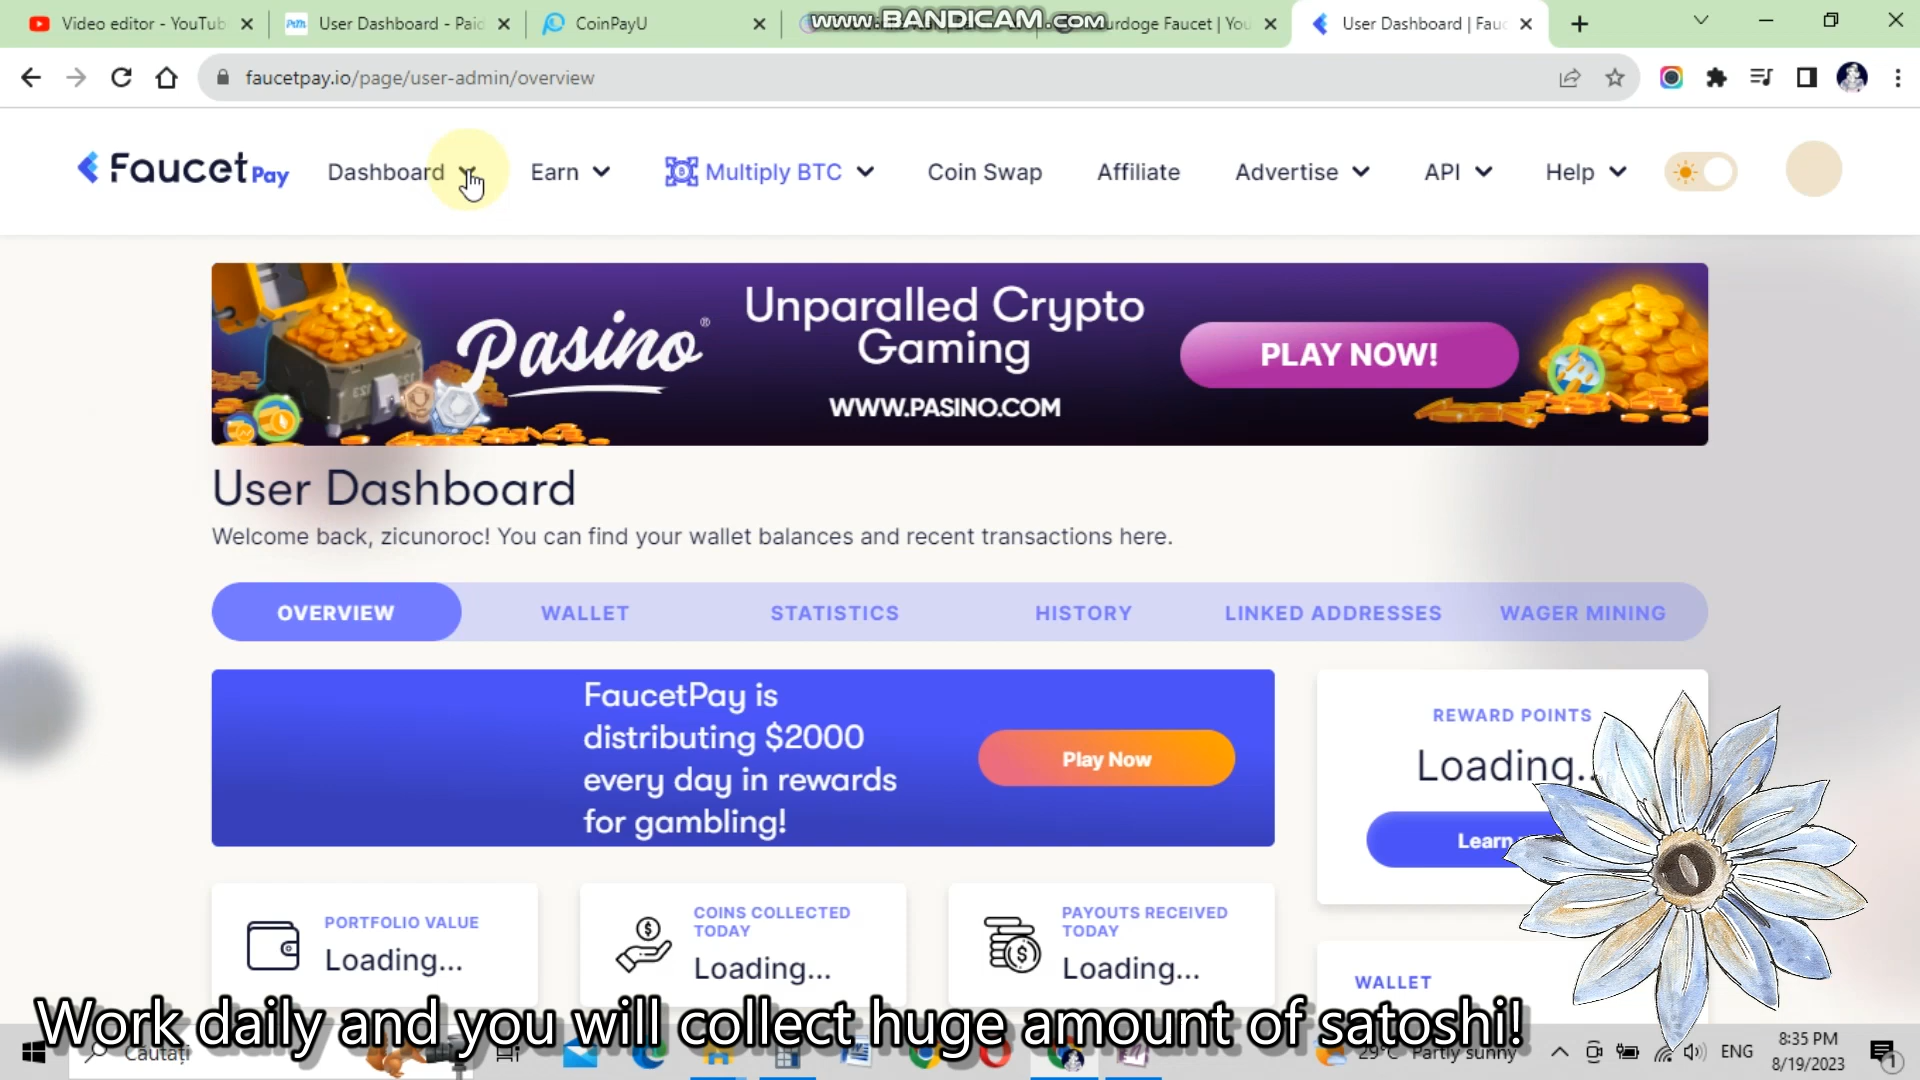 Video editor - YouTub
User Dashboard - Paid
CoinPayU
www.BANDICAM.com
urdoge Faucet | You
User Dashboard | Fauc
faucetpay.io/page/user-admin/overview
FaucetPay
Dashboard
Earn
Multiply BTC
Coin Swap
Affiliate
Advertise
API
Help
Pasino®
Unparalled Crypto
Gaming
WWW.PASINO.COM
PLAY NOW!
User Dashboard
Welcome back, zicunoroc! You can find your wallet balances and recent transactions here.
OVERVIEW
WALLET
STATISTICS
HISTORY
LINKED ADDRESSES
WAGER MINING
FaucetPay is
distributing $2000
every day in rewards
for gambling!
Play Now
REWARD POINTS
Loading..
Learn
PORTFOLIO VALUE
Loading...
COINS COLLECTED
TODAY
Loading...
PAYOUTS RECEIVED
TODAY
Loading...
WALLET
Work daily and you will collect huge amount of satoshi!
Căutați
29°C Partly sunny
ENG
8:35 PM
8/19/2023
1